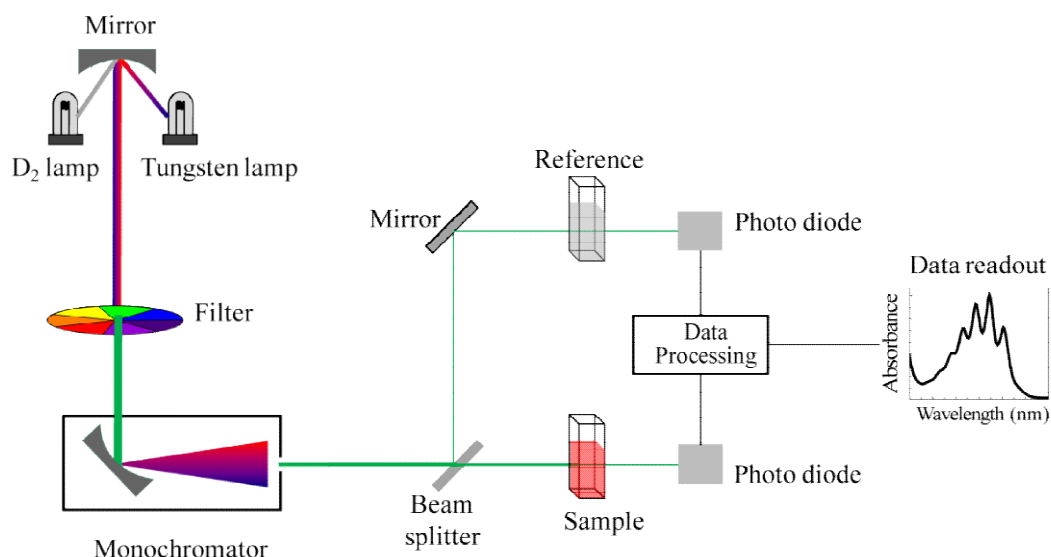 Mirror
D₂ lamp
Tungsten lamp
Filter
Monochromator
Mirror
Reference
Photo diode
Data
Processing
Beam
splitter
Sample
Photo diode
Data readout
Absorbance
Wavelength (nm)